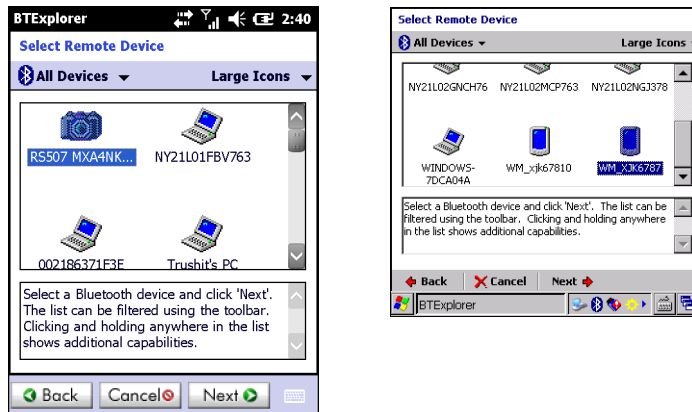 BTExplorer 2:40
Select Remote Device
All Devices Large Icons
RS507 MXA4NK... NY21L01FBV763
002186371F3E Trushit's PC
Select a Bluetooth device and click 'Next'.
The list can be filtered using the toolbar.
Clicking and holding anywhere in the list
shows additional capabilities.
Back Cancel Next
Select Remote Device
All Devices Large Icons
NY21L02GNCH76 NY21L02MCP763 NY21L02NGJ378
WINDOWS- WM_xjk67810 WM_XJK6787
7DCA04A
Select a Bluetooth device and click 'Next'. The list can be
filtered using the toolbar. Clicking and holding anywhere
in the list shows additional capabilities.
Back Cancel Next
BTExplorer